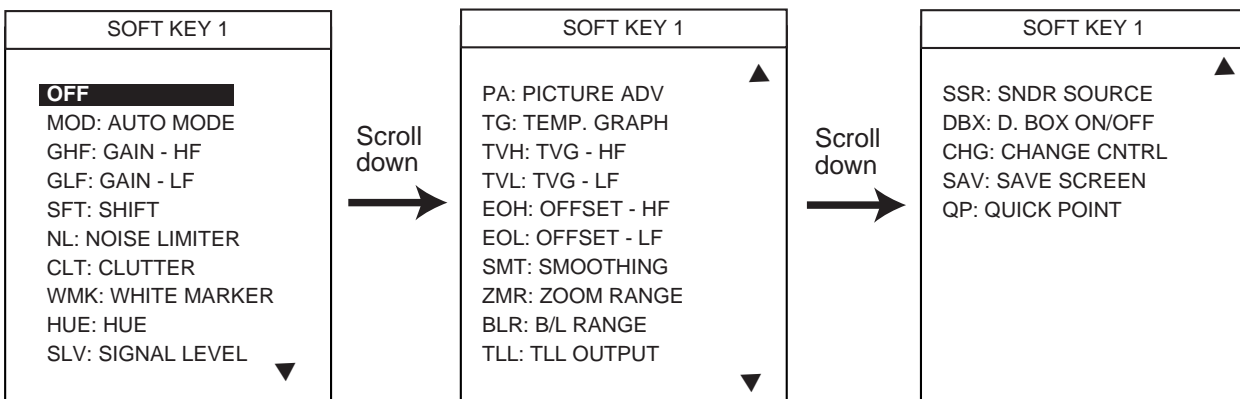 SOFT KEY 1
OFF
MOD: AUTO MODE
GHF: GAIN - HF
GLF: GAIN - LF
SFT: SHIFT
NL: NOISE LIMITER
CLT: CLUTTER
WMK: WHITE MARKER
HUE: HUE
SLV: SIGNAL LEVEL
Scroll
down
SOFT KEY 1
PA: PICTURE ADV
TG: TEMP. GRAPH
TVH: TVG - HF
TVL: TVG - LF
EOH: OFFSET - HF
EOL: OFFSET - LF
SMT: SMOOTHING
ZMR: ZOOM RANGE
BLR: B/L RANGE
TLL: TLL OUTPUT
Scroll
down
SOFT KEY 1
SSR: SNDR SOURCE
DBX: D. BOX ON/OFF
CHG: CHANGE CNTRL
SAV: SAVE SCREEN
QP: QUICK POINT